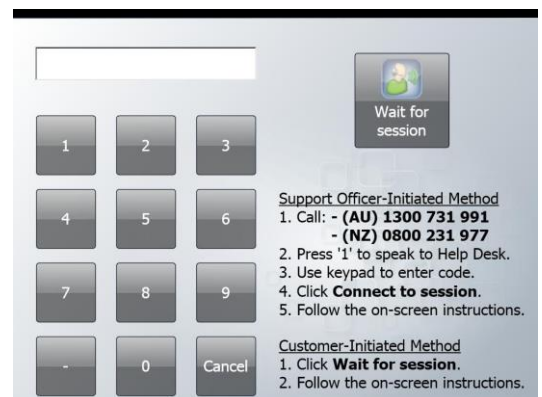 Wait for
session
1 2 3
4 5 6
7 8 9
- 0 Cancel
Support Officer-Initiated Method
1. Call: - (AU) 1300 731 991
- (NZ) 0800 231 977
2. Press '1' to speak to Help Desk.
3. Use keypad to enter code.
4. Click Connect to session.
5. Follow the on-screen instructions.
Customer-Initiated Method
1. Click Wait for session.
2. Follow the on-screen instructions.